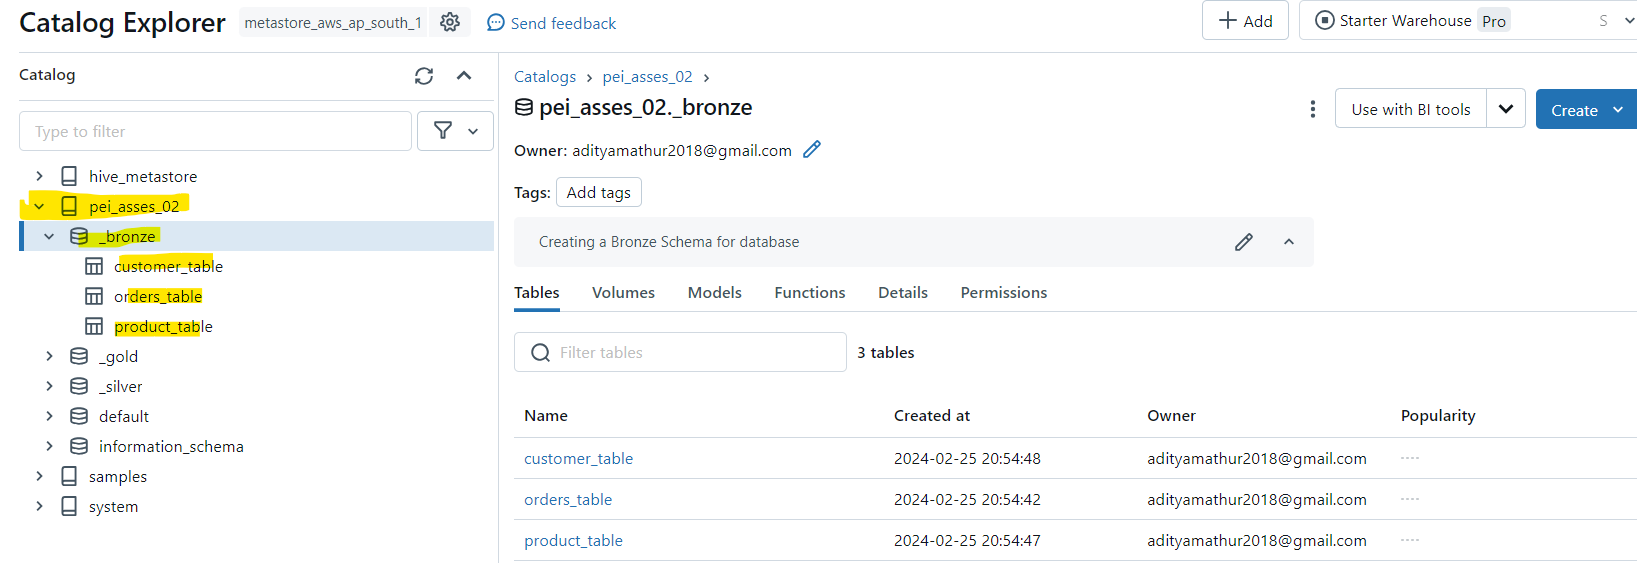 Catalog Explorer metastore_aws_ap_south_1 Send feedback Add Starter Warehouse Pro S
Catalog
Type to filter
hive_metastore
pei_asses_02
_bronze
customer_table
orders_table
product_table
_gold
_silver
default
information_schema
samples
system
Catalogs > pei_asses_02 >
pei_asses_02._bronze
Use with BI tools Create
Owner: adityamathur2018@gmail.com
Tags: Add tags
Creating a Bronze Schema for database
Tables Volumes Models Functions Details Permissions
Filter tables 3 tables
Name Created at Owner Popularity
customer_table 2024-02-25 20:54:48 adityamathur2018@gmail.com
orders_table 2024-02-25 20:54:42 adityamathur2018@gmail.com
product_table 2024-02-25 20:54:47 adityamathur2018@gmail.com